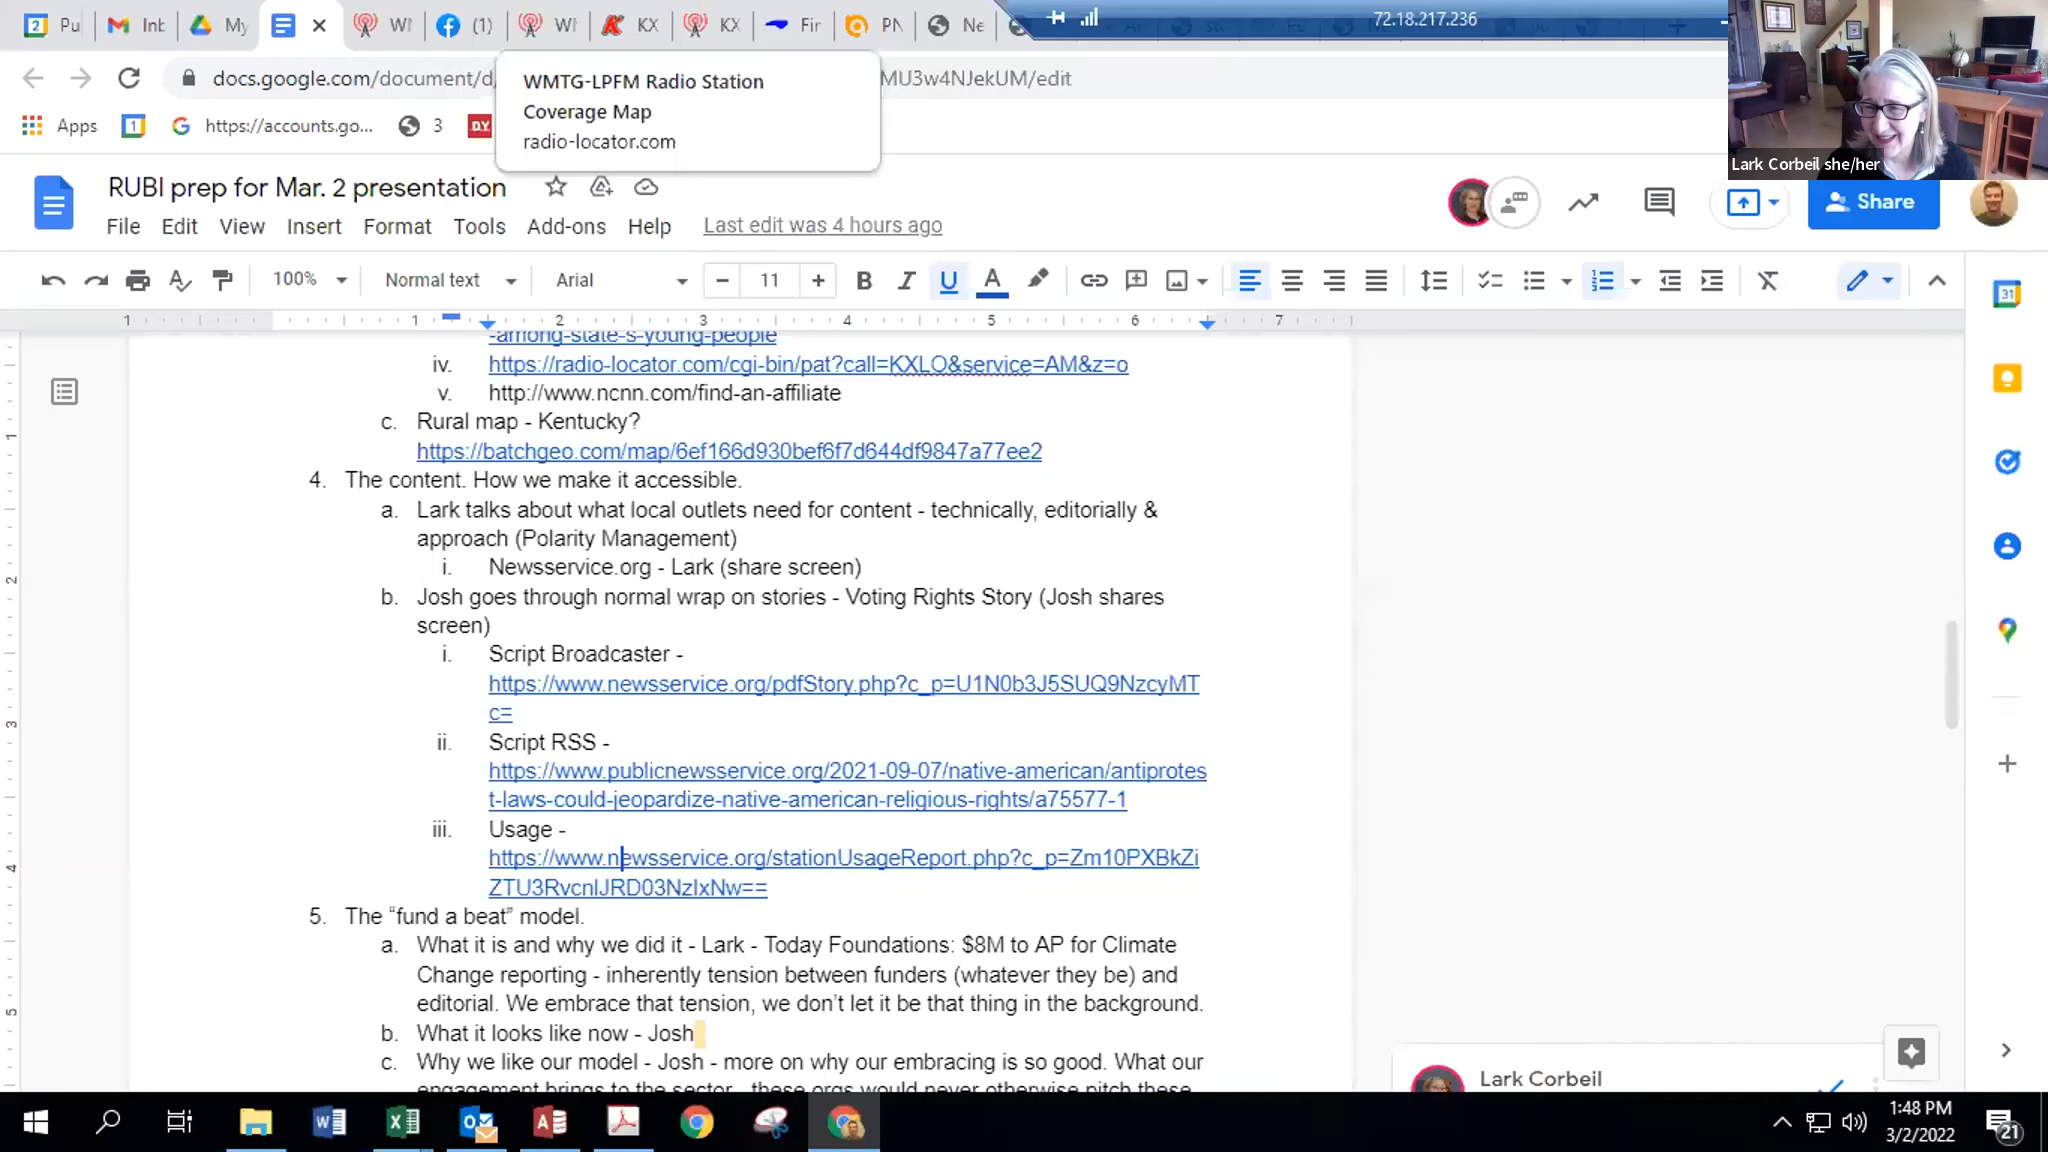 Pu
Inb
My
WI
(1)
WI
KX
KX
Fir
PN
Ne
72.18.217.236
docs.google.com/document/d/
MU3w4NJekUM/edit
WMTG-LPFM Radio Station
Coverage Map
radio-locator.com
Apps
1
https://accounts.go...
3
D.Y.
Lark Corbeil she/her
RUBI prep for Mar. 2 presentation
Share
File Edit View Insert Format Tools Add-ons Help Last edit was 4 hours ago
100% Normal text Arial 11 B I U A
31
1 1 2 3 4 5 6 7
-among-state-s-young-people
iv. https://radio-locator.com/cgi-bin/pat?call=KXLO&service=AM&z=o
v. http://www.ncnn.com/find-an-affiliate
c. Rural map - Kentucky?
https://batchgeo.com/map/6ef166d930bef6f7d644df9847a77ee2
4. The content. How we make it accessible.
a. Lark talks about what local outlets need for content - technically, editorially &
approach (Polarity Management)
i. Newsservice.org - Lark (share screen)
b. Josh goes through normal wrap on stories - Voting Rights Story (Josh shares
screen)
i. Script Broadcaster -
https://www.newsservice.org/pdfStory.php?c_p=U1N0b3J5SUQ9NzcyMT
c=
ii. Script RSS -
https://www.publicnewsservice.org/2021-09-07/native-american/antiprotes
t-laws-could-jeopardize-native-american-religious-rights/a75577-1
iii. Usage -
https://www.newsservice.org/stationUsageReport.php?c_p=Zm10PXBkZi
ZTU3RvcnlJRD03NzIxNw==
5. The “fund a beat” model.
a. What it is and why we did it - Lark - Today Foundations: $8M to AP for Climate
Change reporting - inherently tension between funders (whatever they be) and
editorial. We embrace that tension, we don’t let it be that thing in the background.
b. What it looks like now - Josh
c. Why we like our model - Josh - more on why our embracing is so good. What our
engagement brings to the sector - these orgs would never otherwise pitch these
Lark Corbeil
1:48 PM
3/2/2022
21